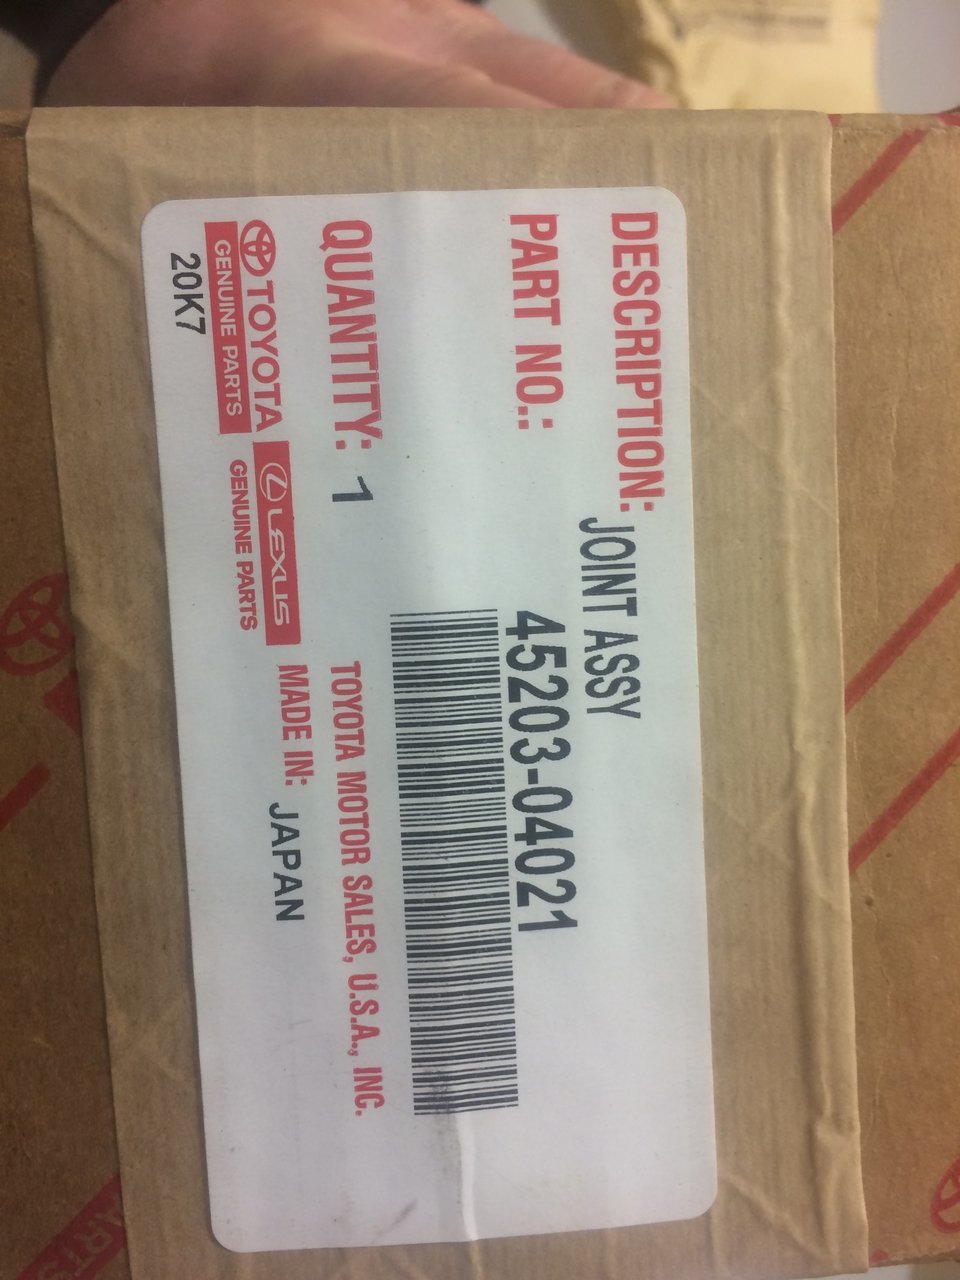 DESCRIPTION: JOINT ASSY
PART NO.: 45203-04021
QUANTITY: 1
TOYOTA MOTOR SALES, U.S.A., INC.
TOYOTA
GENUINE PARTS
LEXUS
GENUINE PARTS
MADE IN: JAPAN
20K7